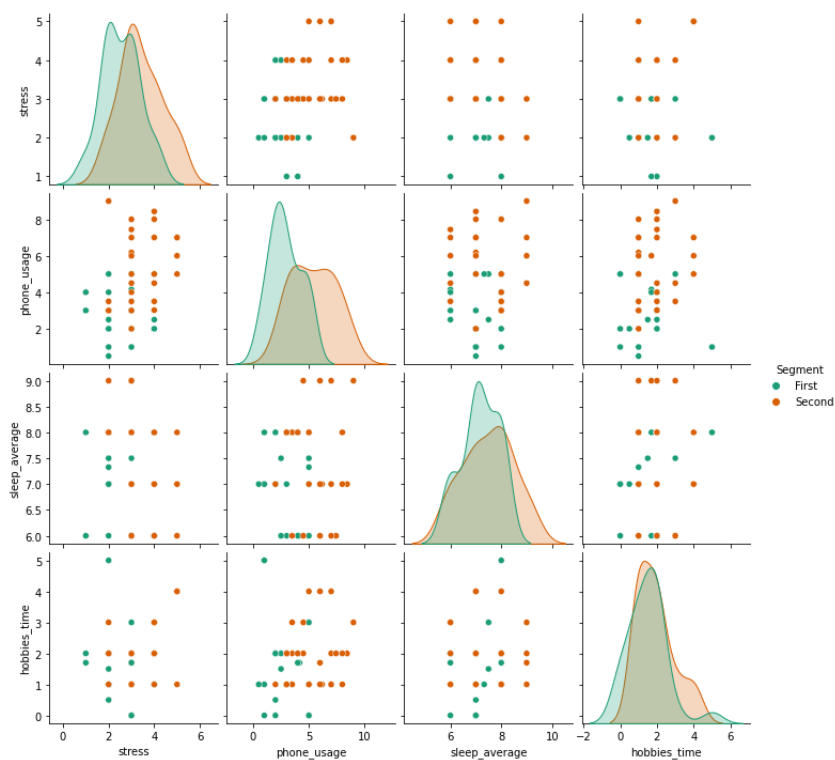 5
4
3
2
1
stress
8
6
4
2
phone_usage
9.0
8.5
8.0
7.5
7.0
6.5
6.0
sleep_average
Segment
First
Second
5
4
3
2
1
0
hobbies_time
0 2 4 6
0 5 10
6 8 10
−2 0 2 4 6
stress phone_usage sleep_average hobbies_time